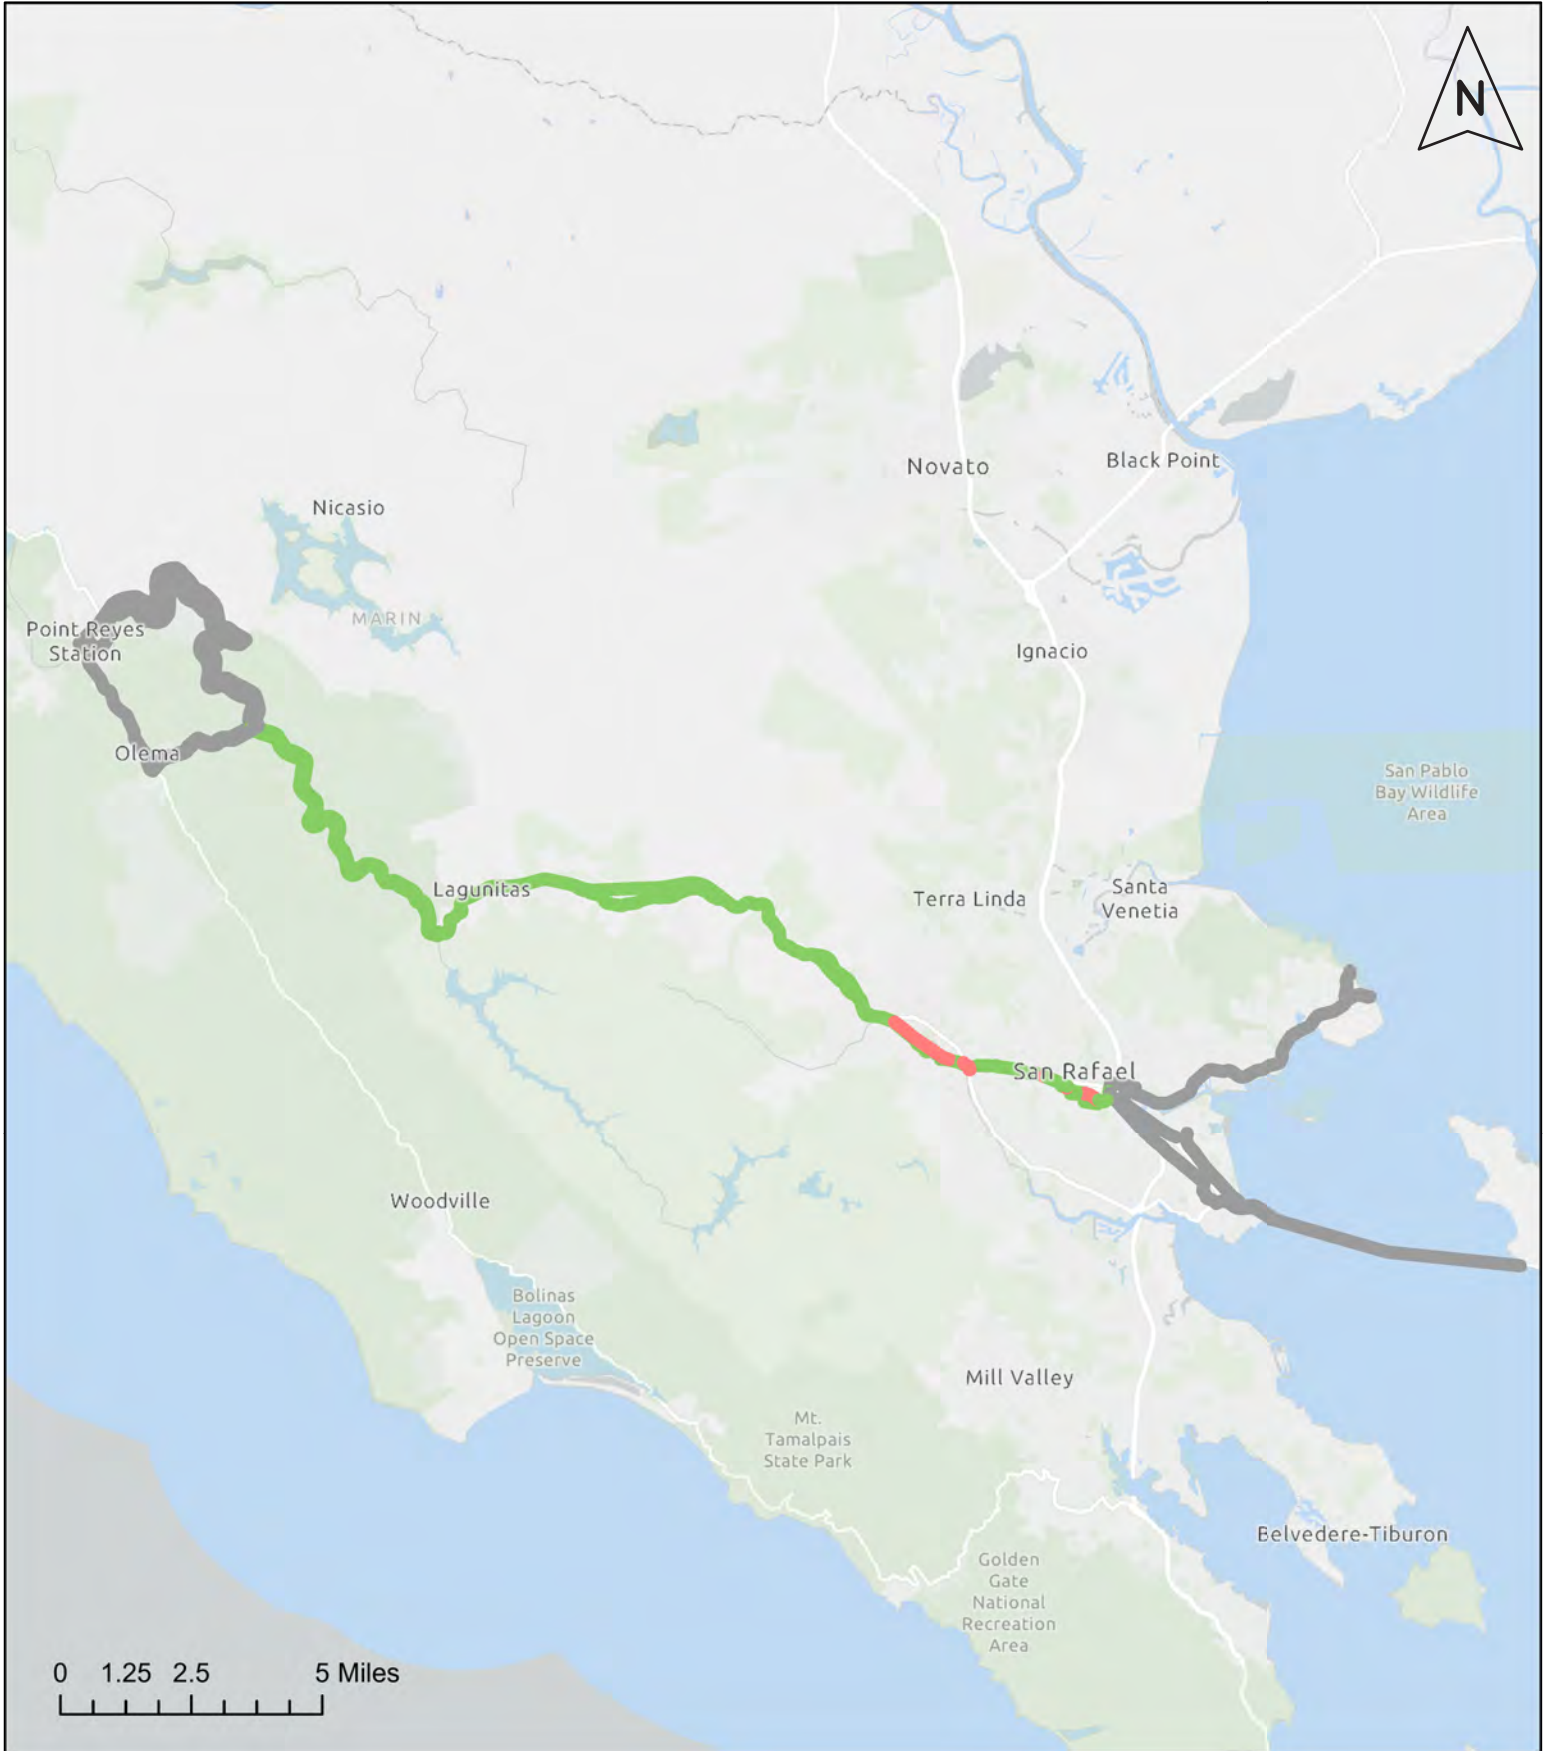 N
Novato
Black Point
Nicasio
MARIN
Point Reyes
Station
Ignacio
Olema
San Pablo
Bay Wildlife
Area
Lagunitas
Terra Linda
Santa
Venetia
San Rafael
Woodville
Bolinas
Lagoon
Open Space
Preserve
Mill Valley
Mt.
Tamalpais
State Park
Belvedere-Tiburon
Golden
Gate
National
Recreation
Area
0 1.25 2.5 5 Miles